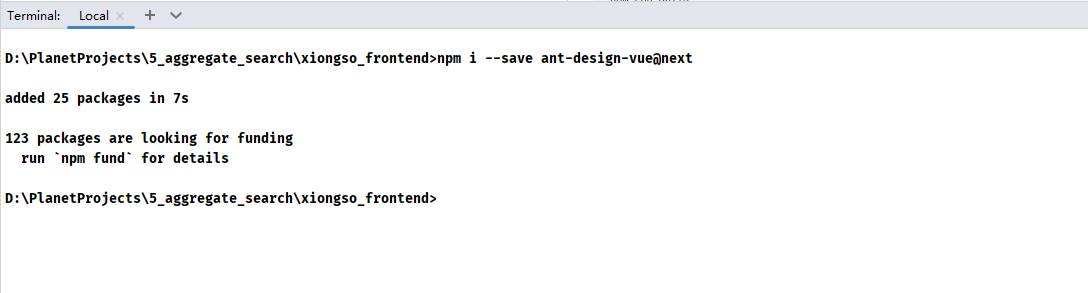 Terminal: Local
D:\PlanetProjects\5_aggregate_search\xiongso_frontend>npm i --save ant-design-vue@next
added 25 packages in 7s
123 packages are looking for funding
run `npm fund` for details
D:\PlanetProjects\5_aggregate_search\xiongso_frontend>